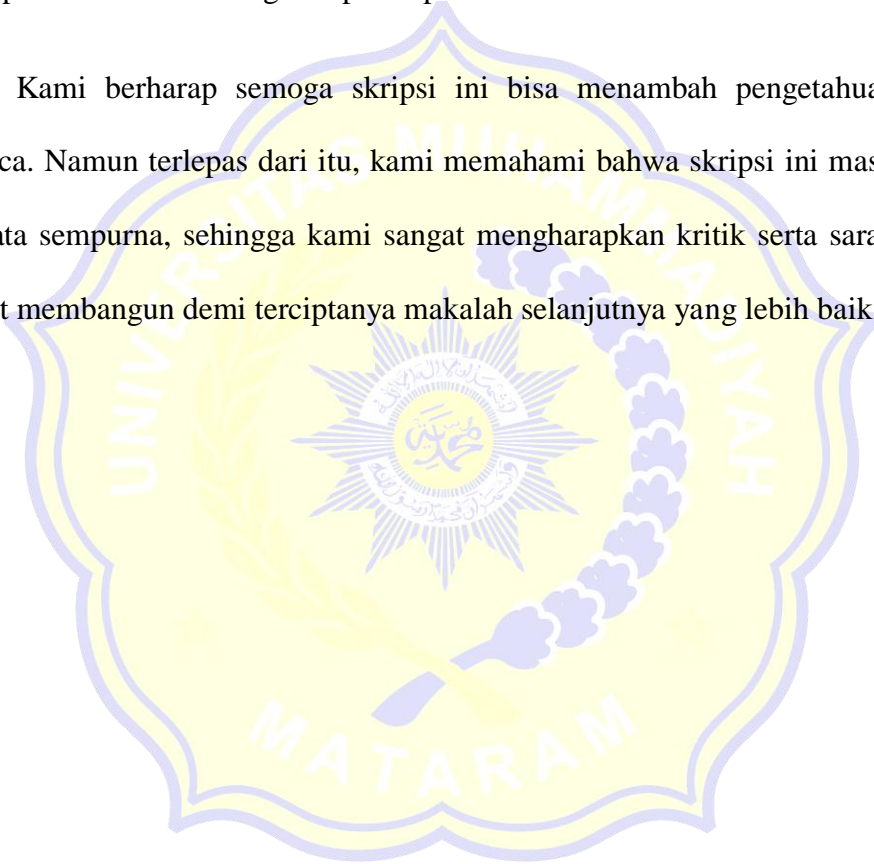 Kami berharap semoga skripsi ini bisa menambah pengetahua
ca. Namun terlepas dari itu, kami memahami bahwa skripsi ini mas
ata sempurna, sehingga kami sangat mengharapkan kritik serta sara
t membangun demi terciptanya makalah selanjutnya yang lebih baik
UNIVERSITAS MUHAMMADIYAH
MATARAM